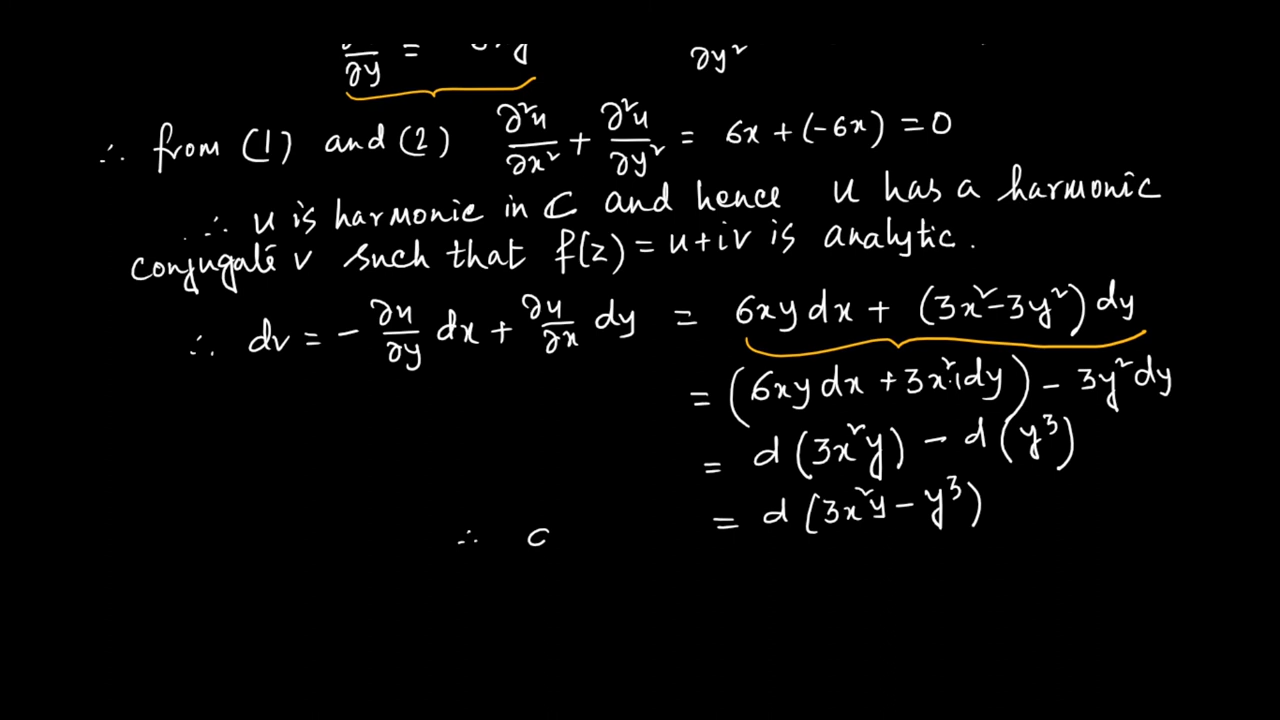 ∂y =
∂y²
∴ from (1) and (2) ∂²u/∂x² + ∂²u/∂y² = 6x + (-6x) = 0
∴ u is harmonic in C and hence u has a harmonic
conjugate v such that f(z) = u+iv is analytic.
∴ dv = - ∂u/∂y dx + ∂u/∂x dy = 6xy dx + (3x²-3y²) dy
= (6xy dx + 3x²·1dy) - 3y² dy
= d (3x²y) - d (y³)
= d (3x²y - y³)
∴ c